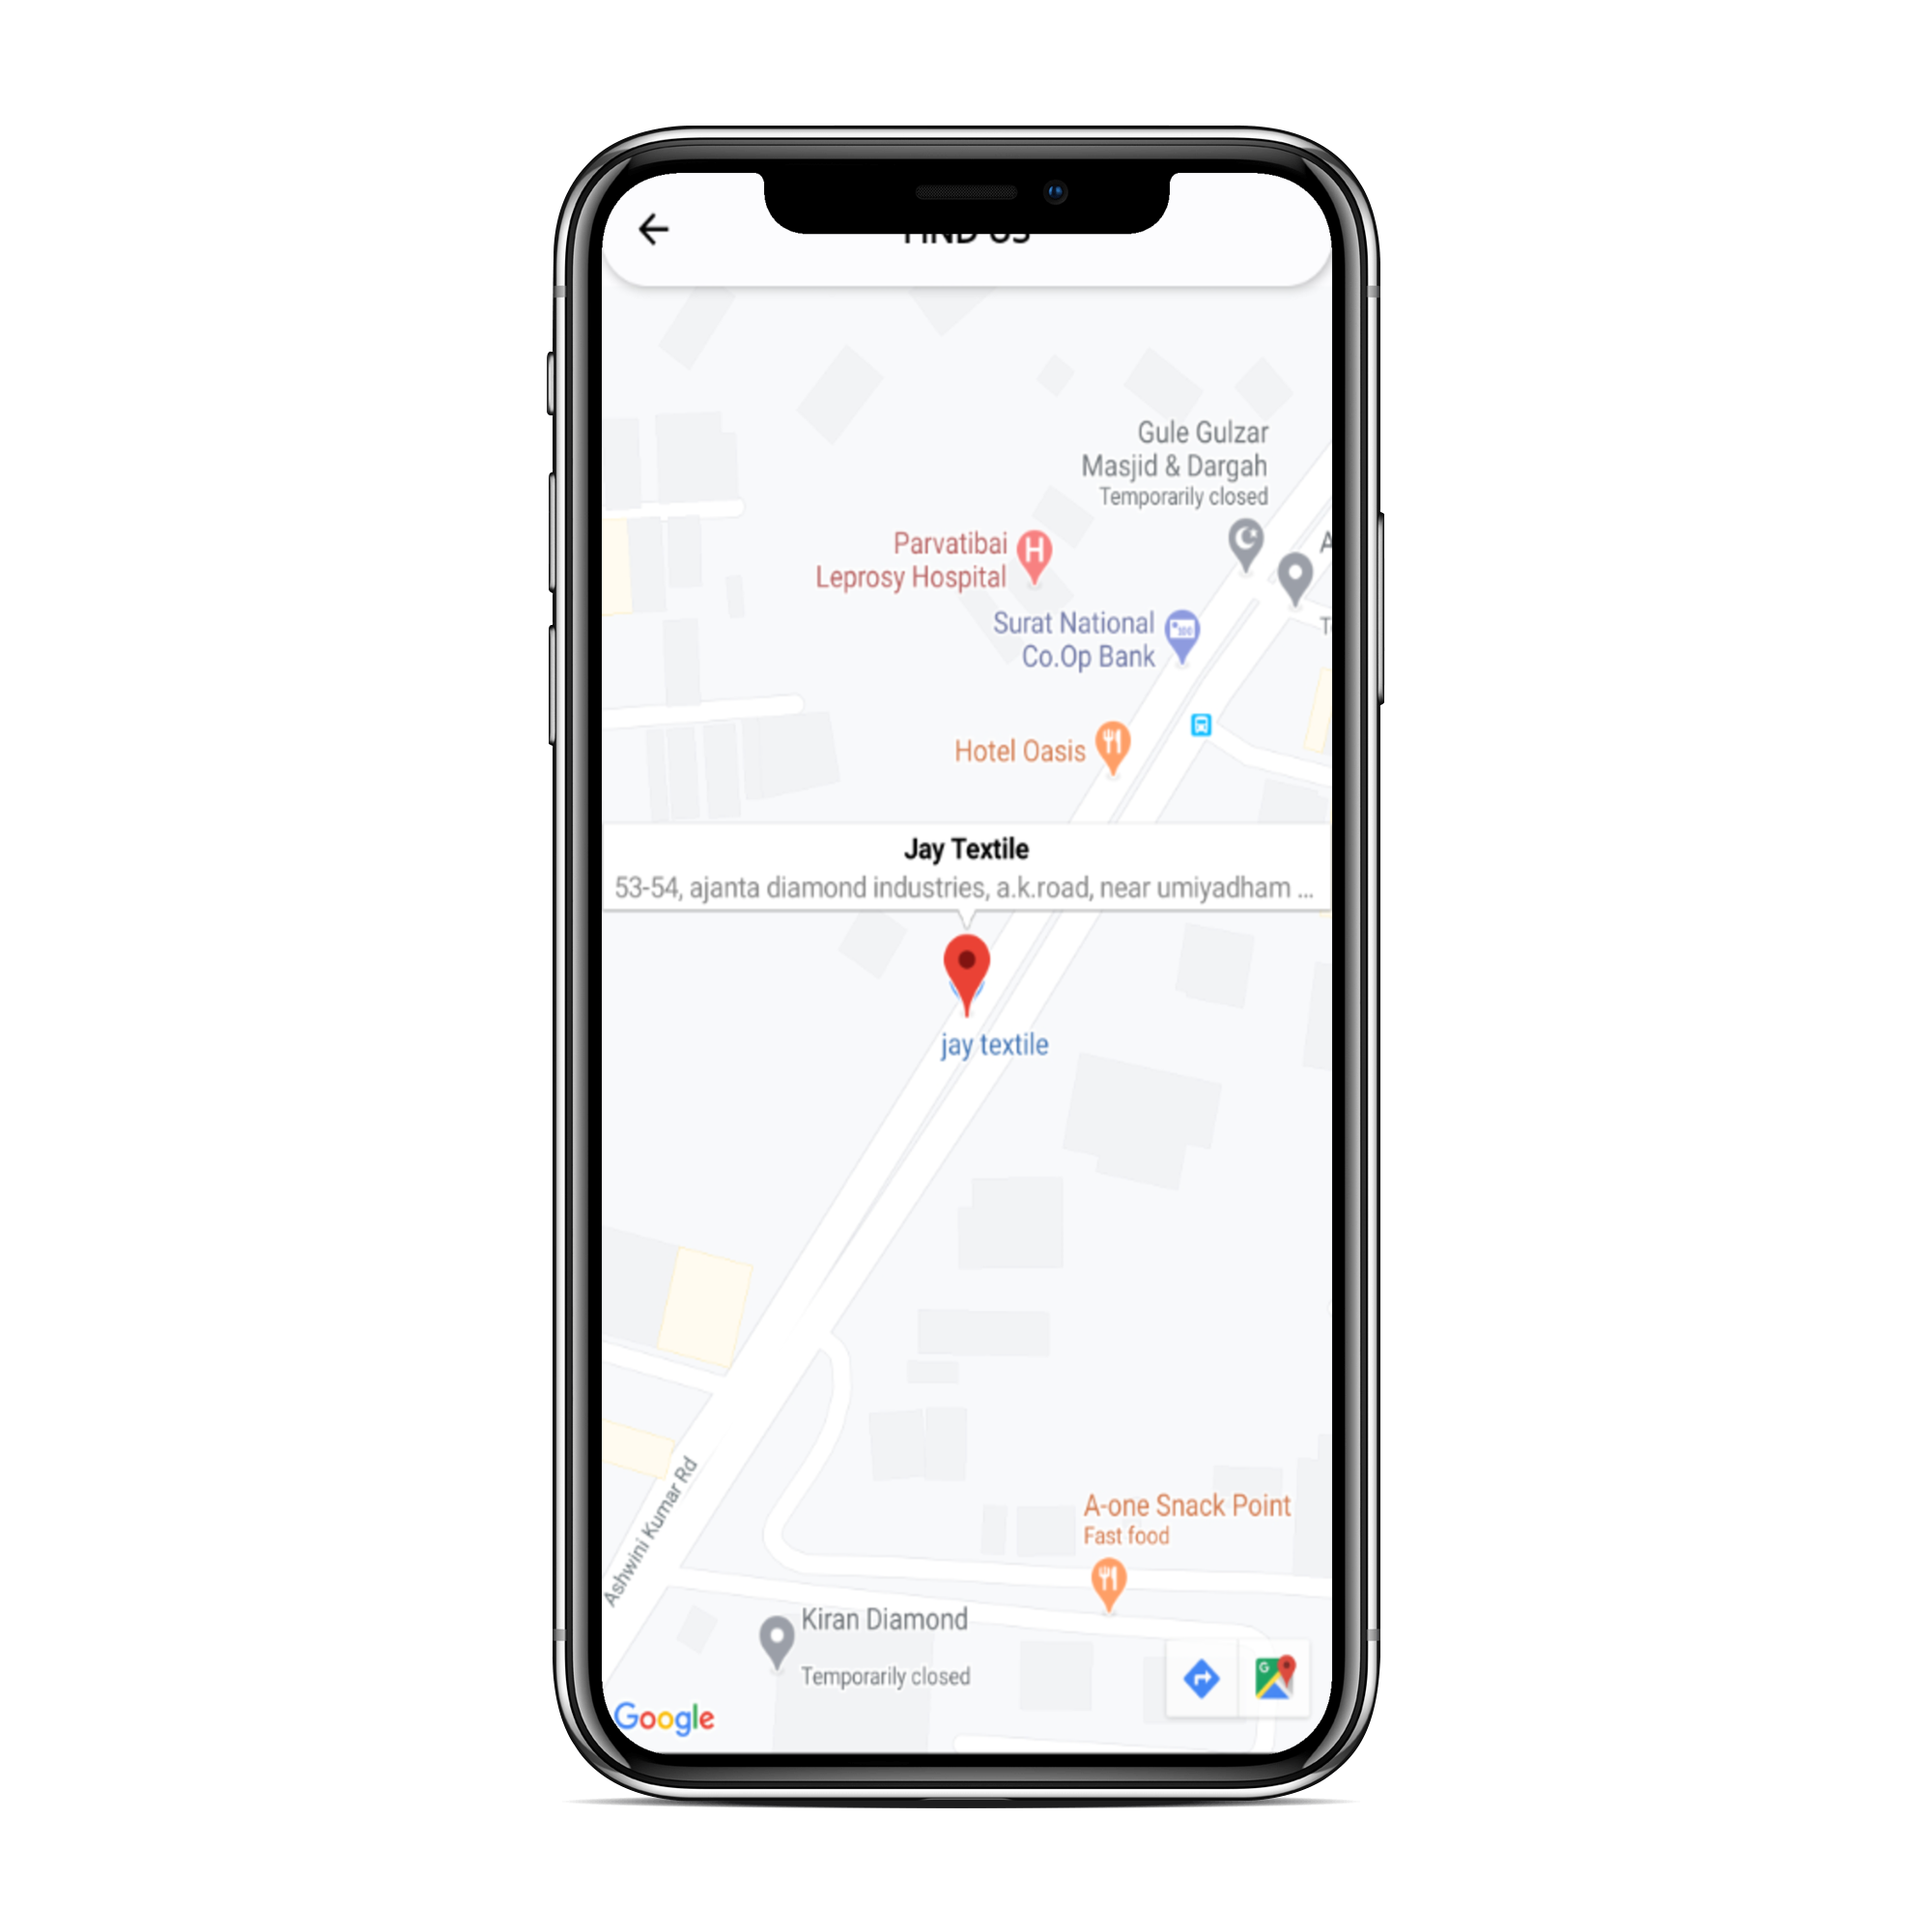 FIND US
Gule Gulzar
Masjid & Dargah
Temporarily closed
Parvatibai
Leprosy Hospital
Surat National
Co.Op Bank
Hotel Oasis
Jay Textile
53-54, ajanta diamond industries, a.k.road, near umiyadham ...
jay textile
Ashwini Kumar Rd
A-one Snack Point
Fast food
Kiran Diamond
Temporarily closed
Google